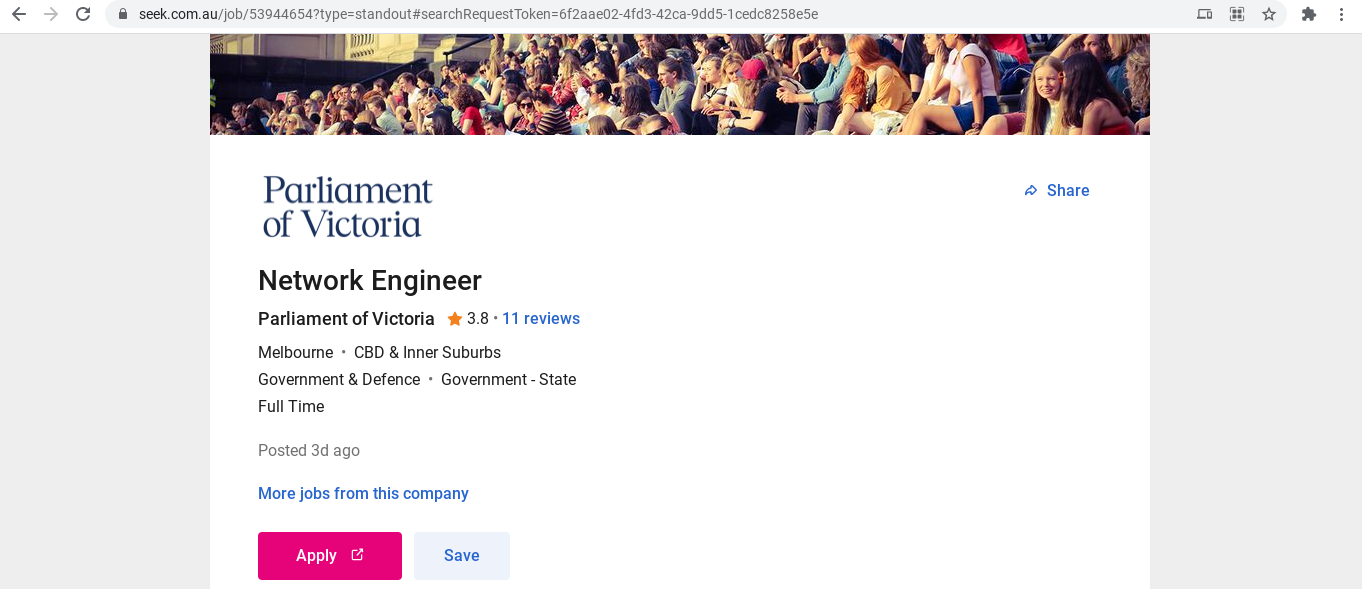 seek.com.au/job/53944654?type=standout#searchRequestToken=6f2aae02-4fd3-42ca-9dd5-1cedc8258e5e
Parliament
of Victoria
Share
Network Engineer
Parliament of Victoria 3.8 • 11 reviews
Melbourne • CBD & Inner Suburbs
Government & Defence • Government - State
Full Time
Posted 3d ago
More jobs from this company
Apply
Save